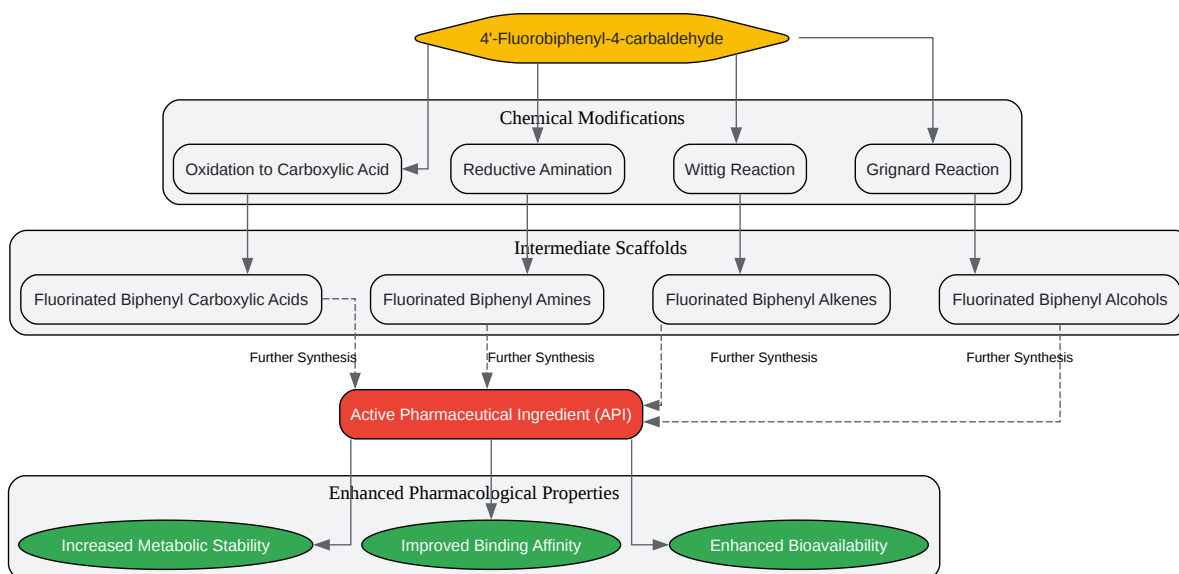 4'-Fluorobiphenyl-4-carbaldehyde
Chemical Modifications
Oxidation to Carboxylic Acid
Reductive Amination
Wittig Reaction
Grignard Reaction
Intermediate Scaffolds
Fluorinated Biphenyl Carboxylic Acids
Fluorinated Biphenyl Amines
Fluorinated Biphenyl Alkenes
Fluorinated Biphenyl Alcohols
Further Synthesis
Further Synthesis
Further Synthesis
Further Synthesis
Active Pharmaceutical Ingredient (API)
Enhanced Pharmacological Properties
Increased Metabolic Stability
Improved Binding Affinity
Enhanced Bioavailability